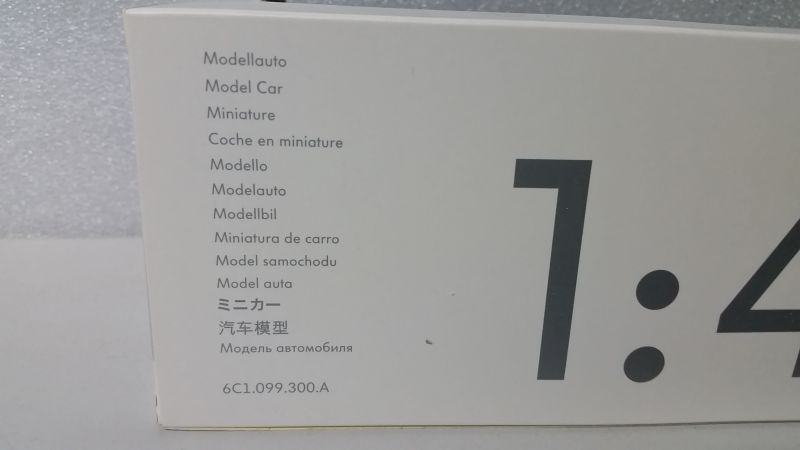 Modellauto
Model Car
Miniature
Coche en miniature
Modello
Modelauto
Modellbil
Miniatura de carro
Model samochodu
Model auta
ミニカー
汽车模型
Модель автомобиля
6C1.099.300.A
1:4